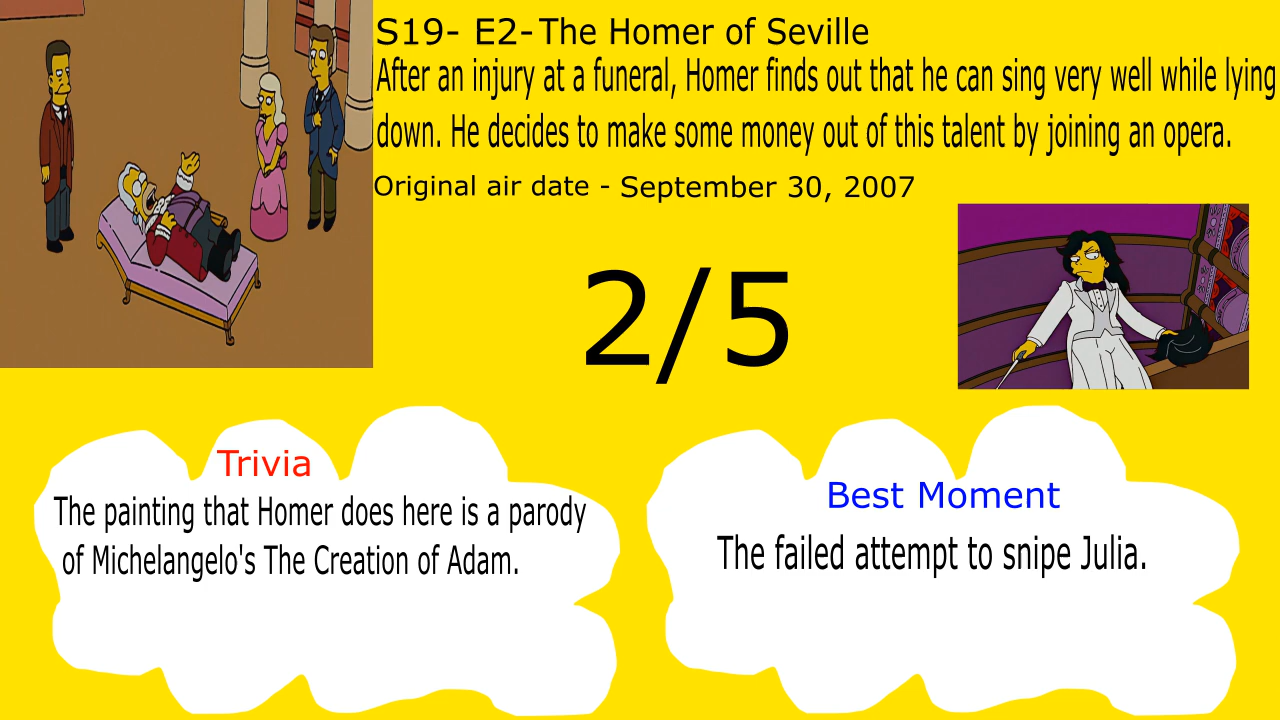 S19- E2-The Homer of Seville
After an injury at a funeral, Homer finds out that he can sing very well while lying
down. He decides to make some money out of this talent by joining an opera.
Original air date - September 30, 2007
2/5
Trivia
The painting that Homer does here is a parody
of Michelangelo's The Creation of Adam.
Best Moment
The failed attempt to snipe Julia.